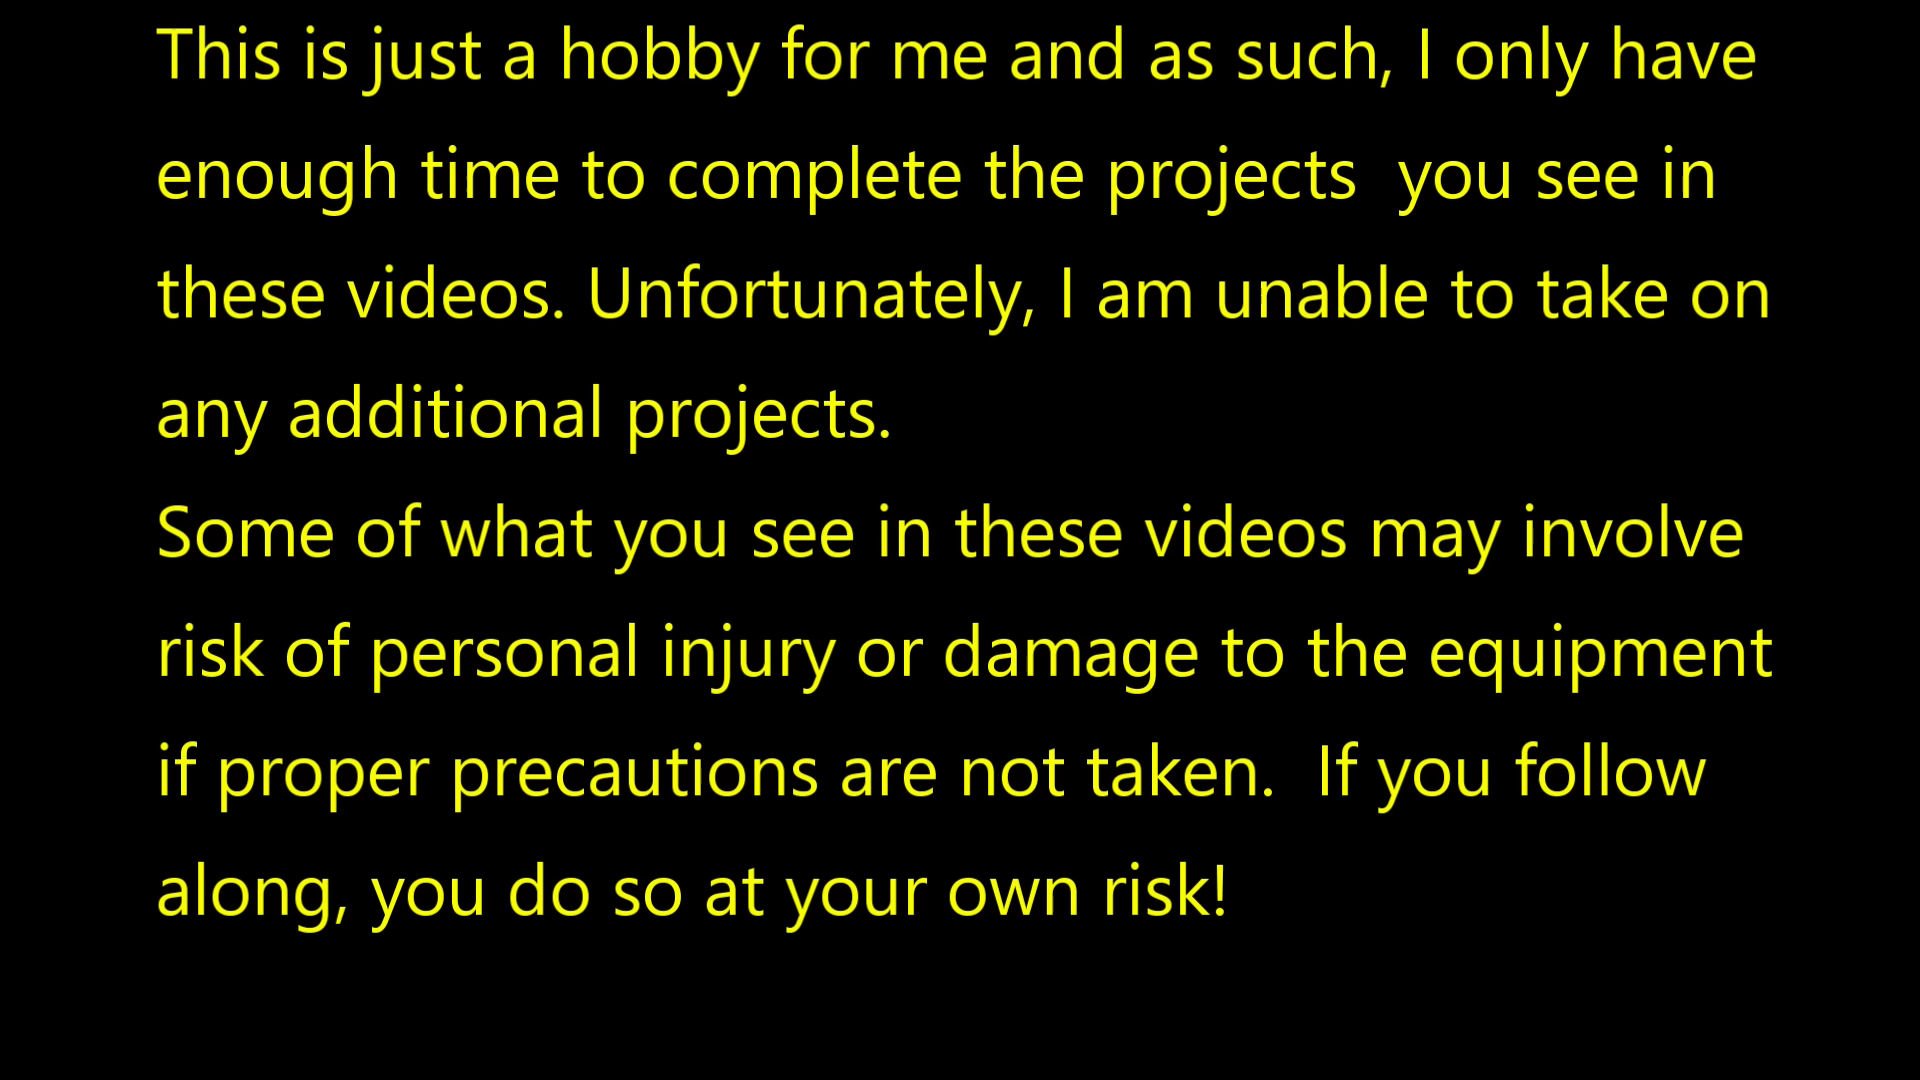 This is just a hobby for me and as such, I only have
enough time to complete the projects  you see in
these videos. Unfortunately, I am unable to take on
any additional projects.
Some of what you see in these videos may involve
risk of personal injury or damage to the equipment
if proper precautions are not taken.  If you follow
along, you do so at your own risk!